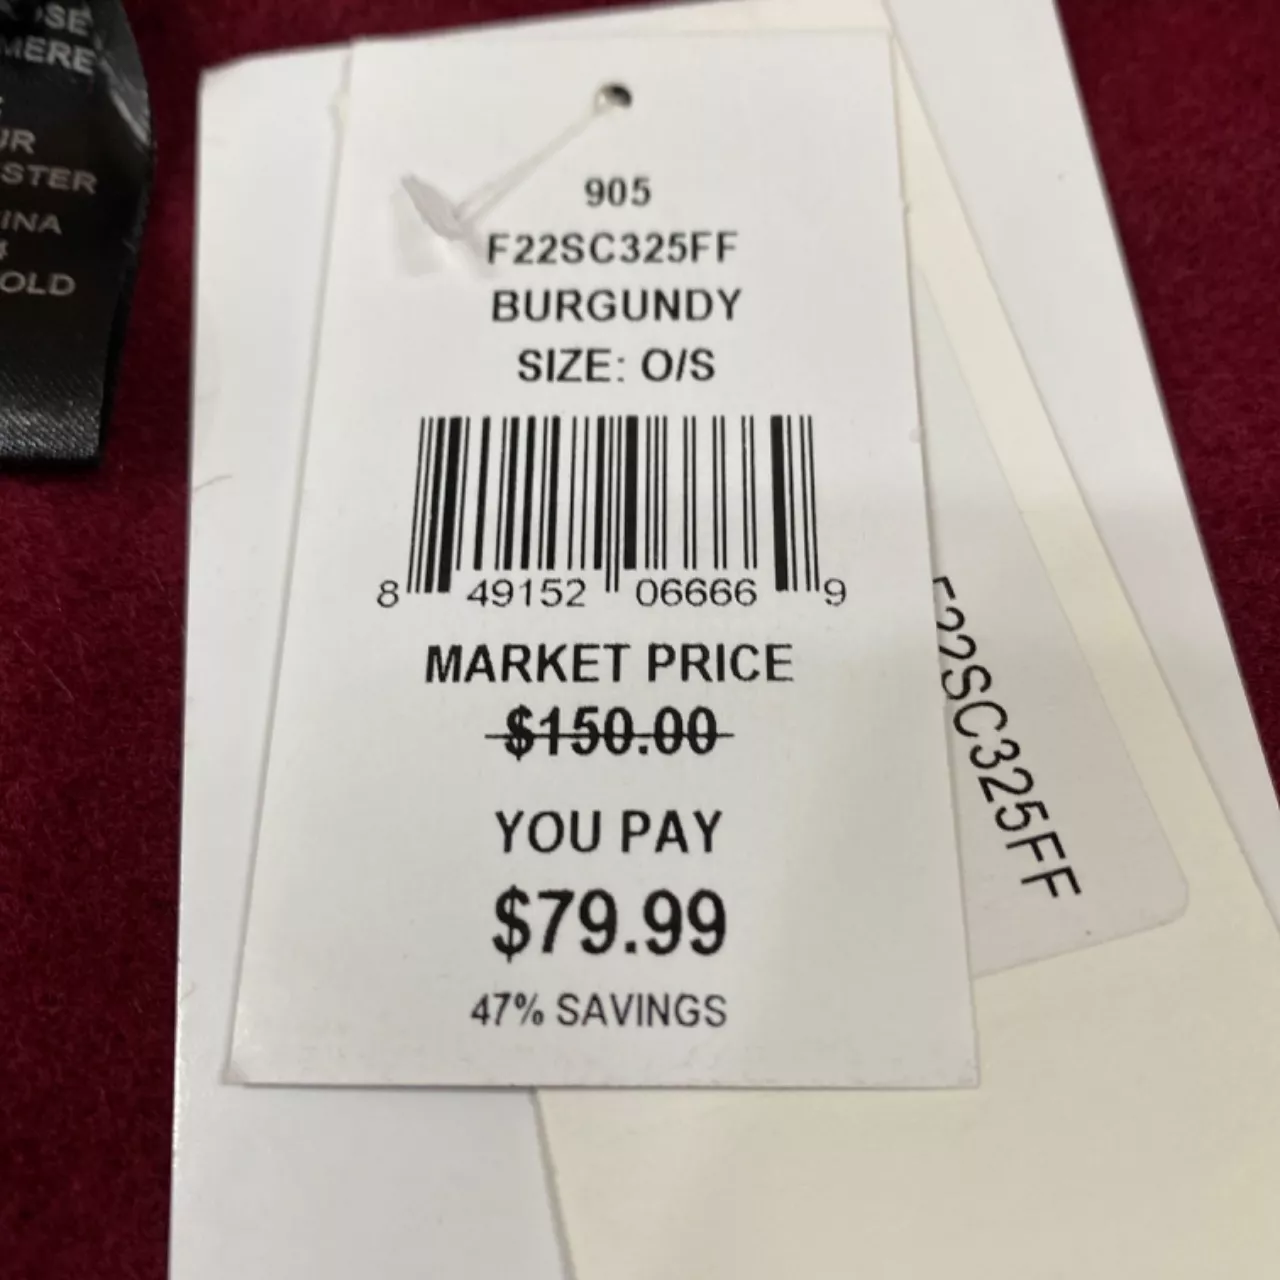 MERE
STER
INA
OLD
905
F22SC325FF
BURGUNDY
SIZE: O/S
8 49152 06666 9
MARKET PRICE
$150.00
YOU PAY
$79.99
47% SAVINGS
F22SC325FF